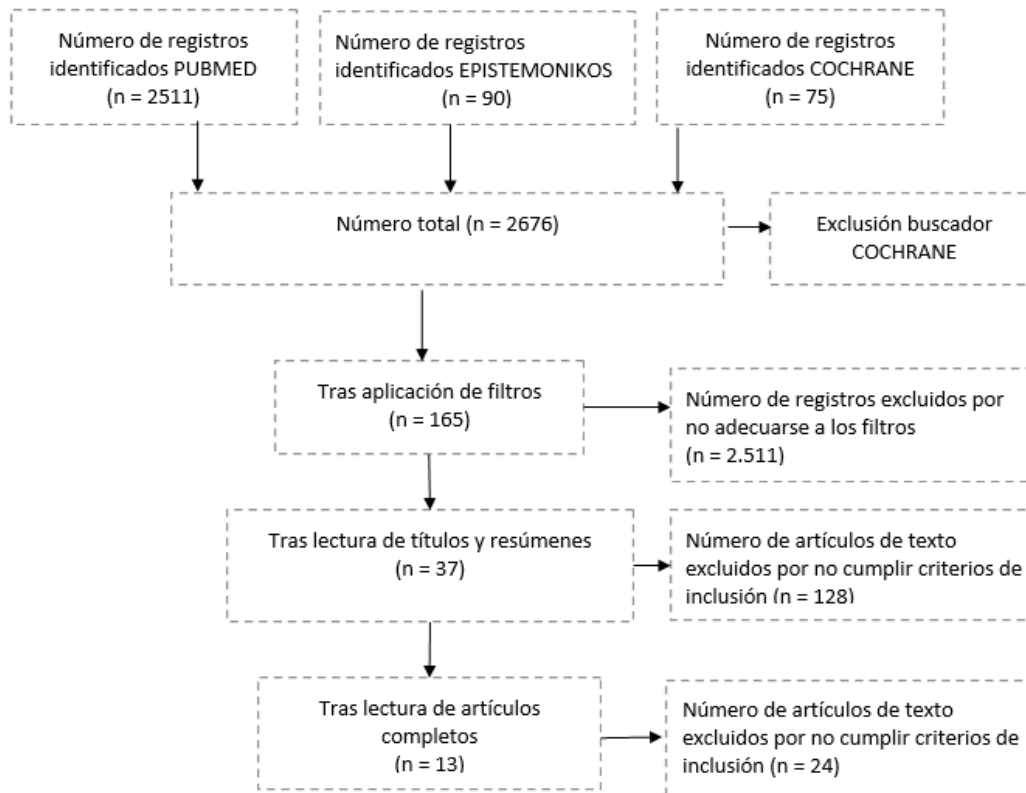 Número de registros
identificados PUBMED
(n = 2511)
Número de registros
identificados EPISTEMONIKOS
(n = 90)
Número de registros
identificados COCHRANE
(n = 75)
Número total (n = 2676)
Exclusión buscador
COCHRANE
Tras aplicación de filtros
(n = 165)
Número de registros excluidos por
no adecuarse a los filtros
(n = 2.511)
Tras lectura de títulos y resúmenes
(n = 37)
Número de artículos de texto
excluidos por no cumplir criterios de
inclusión (n = 128)
Tras lectura de artículos
completos
(n = 13)
Número de artículos de texto
excluidos por no cumplir criterios de
inclusión (n = 24)